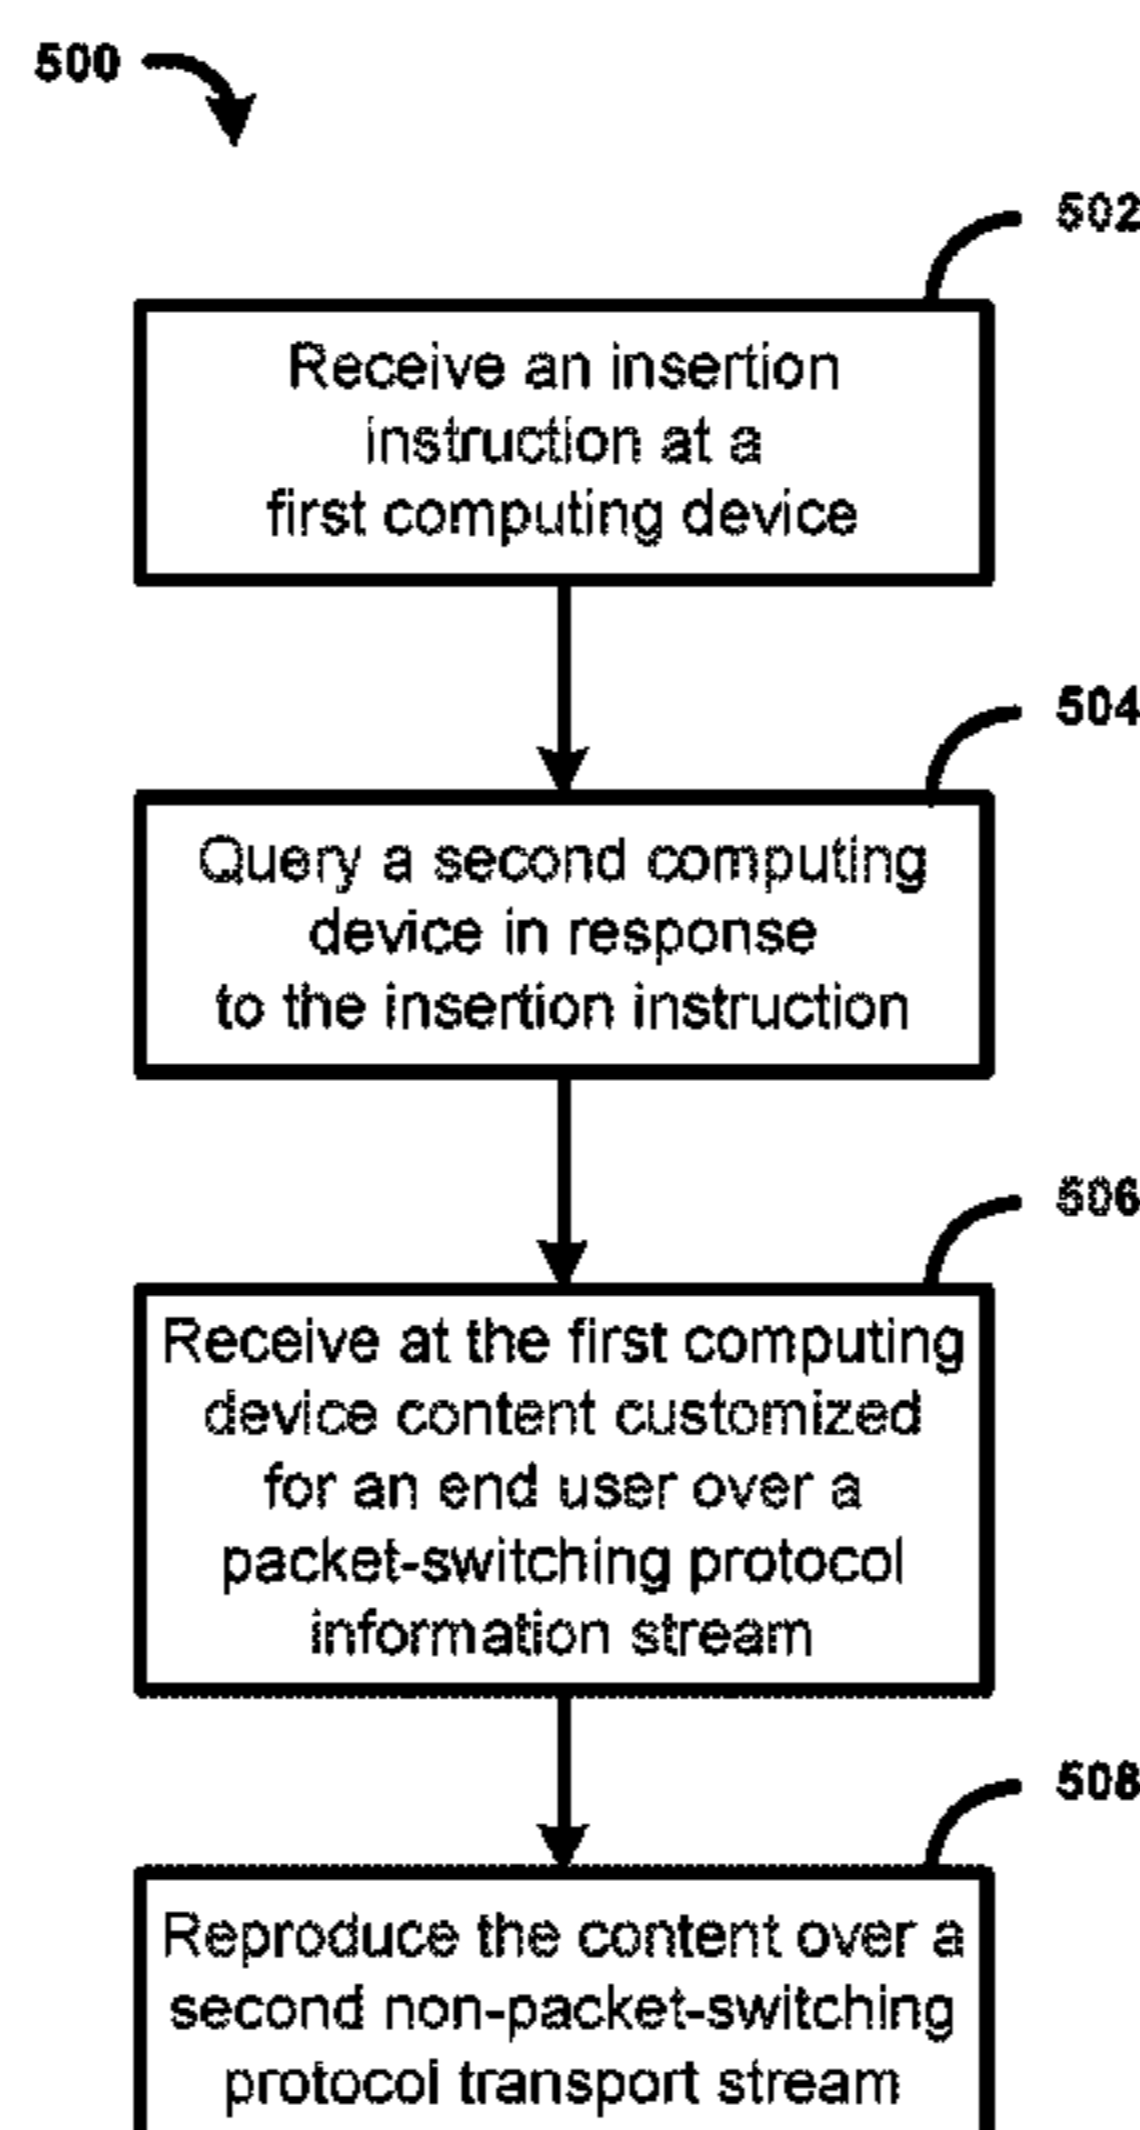 500
502
Receive an insertion
instruction at a
first computing device
504
Query a second computing
device in response
to the insertion instruction
506
Receive at the first computing
device content customized
for an end user over a
packet-switching protocol
information stream
508
Reproduce the content over a
second non-packet-switching
protocol transport stream